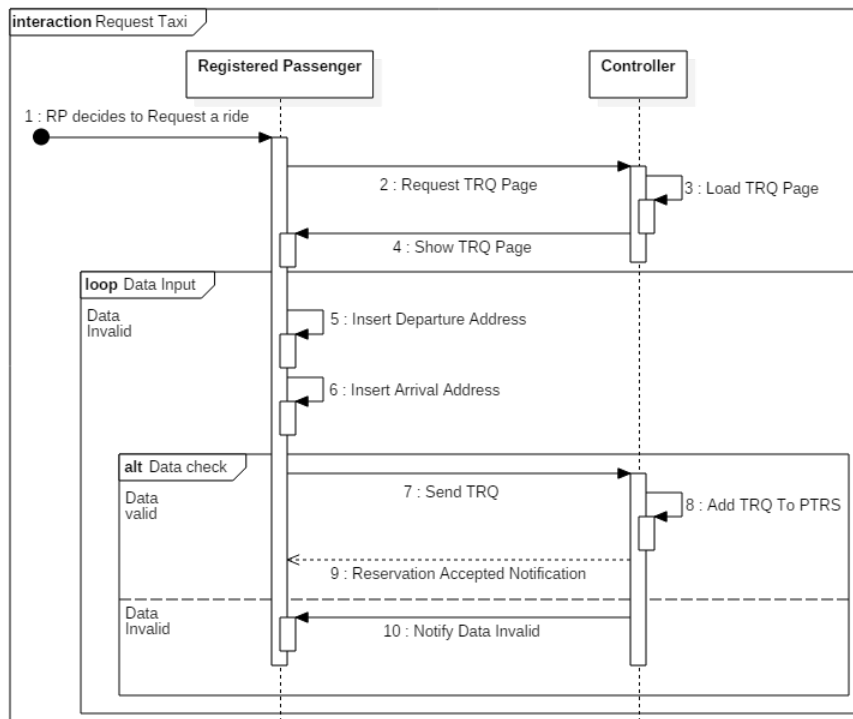 interaction Request Taxi
Registered Passenger
Controller
1 : RP decides to Request a ride
2 : Request TRQ Page
3 : Load TRQ Page
4 : Show TRQ Page
loop Data Input
Data
Invalid
5 : Insert Departure Address
6 : Insert Arrival Address
alt Data check
Data
valid
7 : Send TRQ
8 : Add TRQ To PTRS
9 : Reservation Accepted Notification
Data
Invalid
10 : Notify Data Invalid